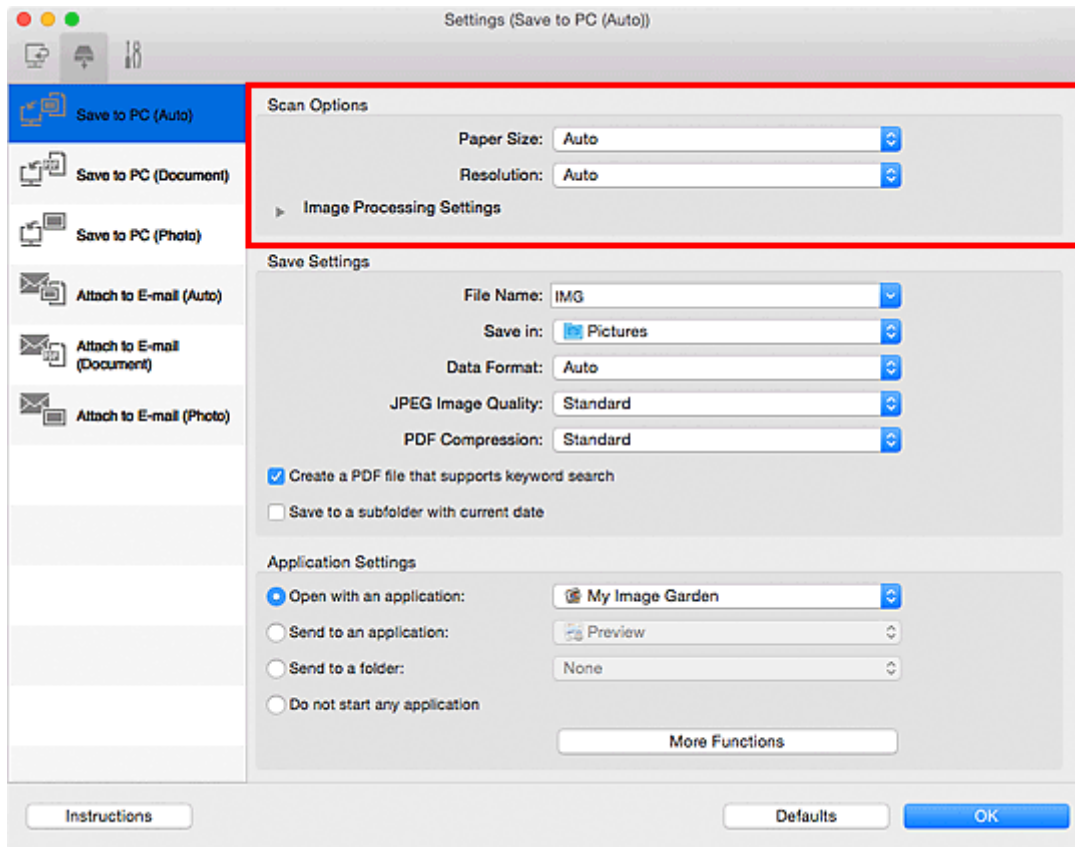 Settings (Save to PC (Auto))
Save to PC (Auto)
Save to PC (Document)
Save to PC (Photo)
Attach to E-mail (Auto)
Attach to E-mail
(Document)
Attach to E-mail (Photo)
Scan Options
Paper Size: Auto
Resolution: Auto
Image Processing Settings
Save Settings
File Name: IMG
Save in: Pictures
Data Format: Auto
JPEG Image Quality: Standard
PDF Compression: Standard
Create a PDF file that supports keyword search
Save to a subfolder with current date
Application Settings
Open with an application: My Image Garden
Send to an application: Preview
Send to a folder: None
Do not start any application
More Functions
Instructions
Defaults
OK